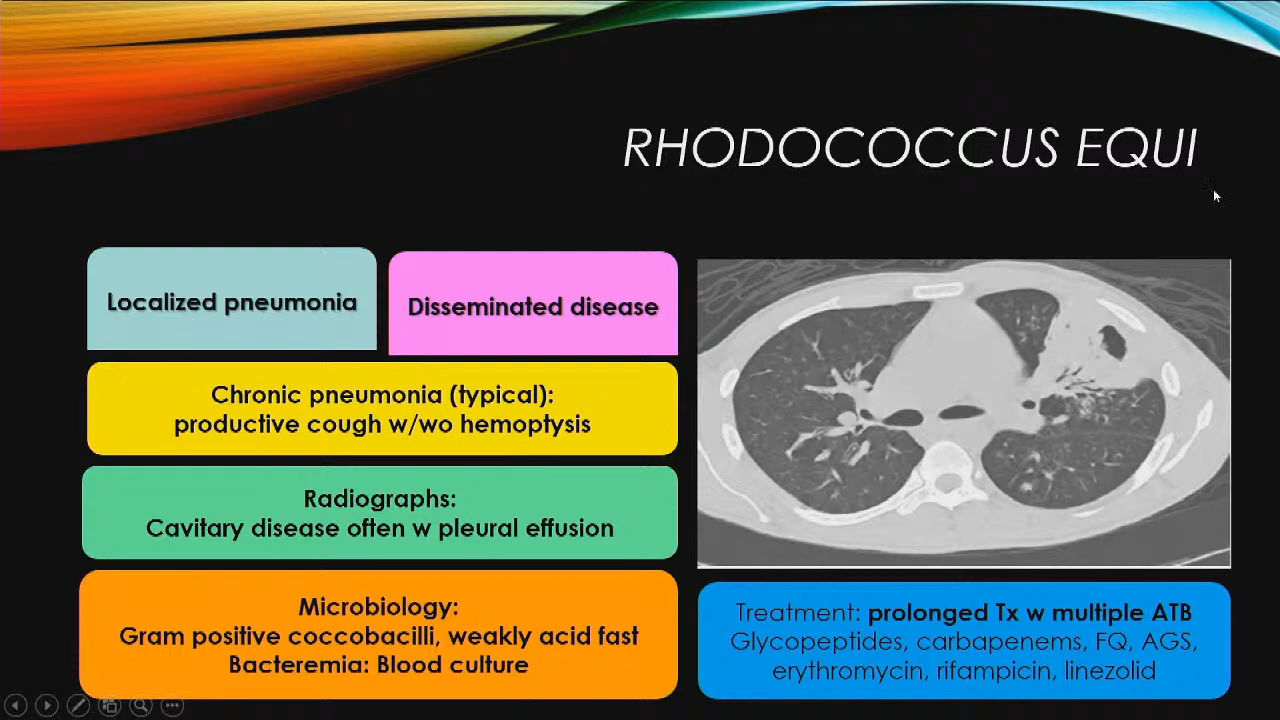 RHODOCOCCUS EQUI
Localized pneumonia
Disseminated disease
Chronic pneumonia (typical):
productive cough w/wo hemoptysis
Radiographs:
Cavitary disease often w pleural effusion
Microbiology:
Gram positive coccobacilli, weakly acid fast
Bacteremia: Blood culture
Treatment: prolonged Tx w multiple ATB
Glycopeptides, carbapenems, FQ, AGS,
erythromycin, rifampicin, linezolid